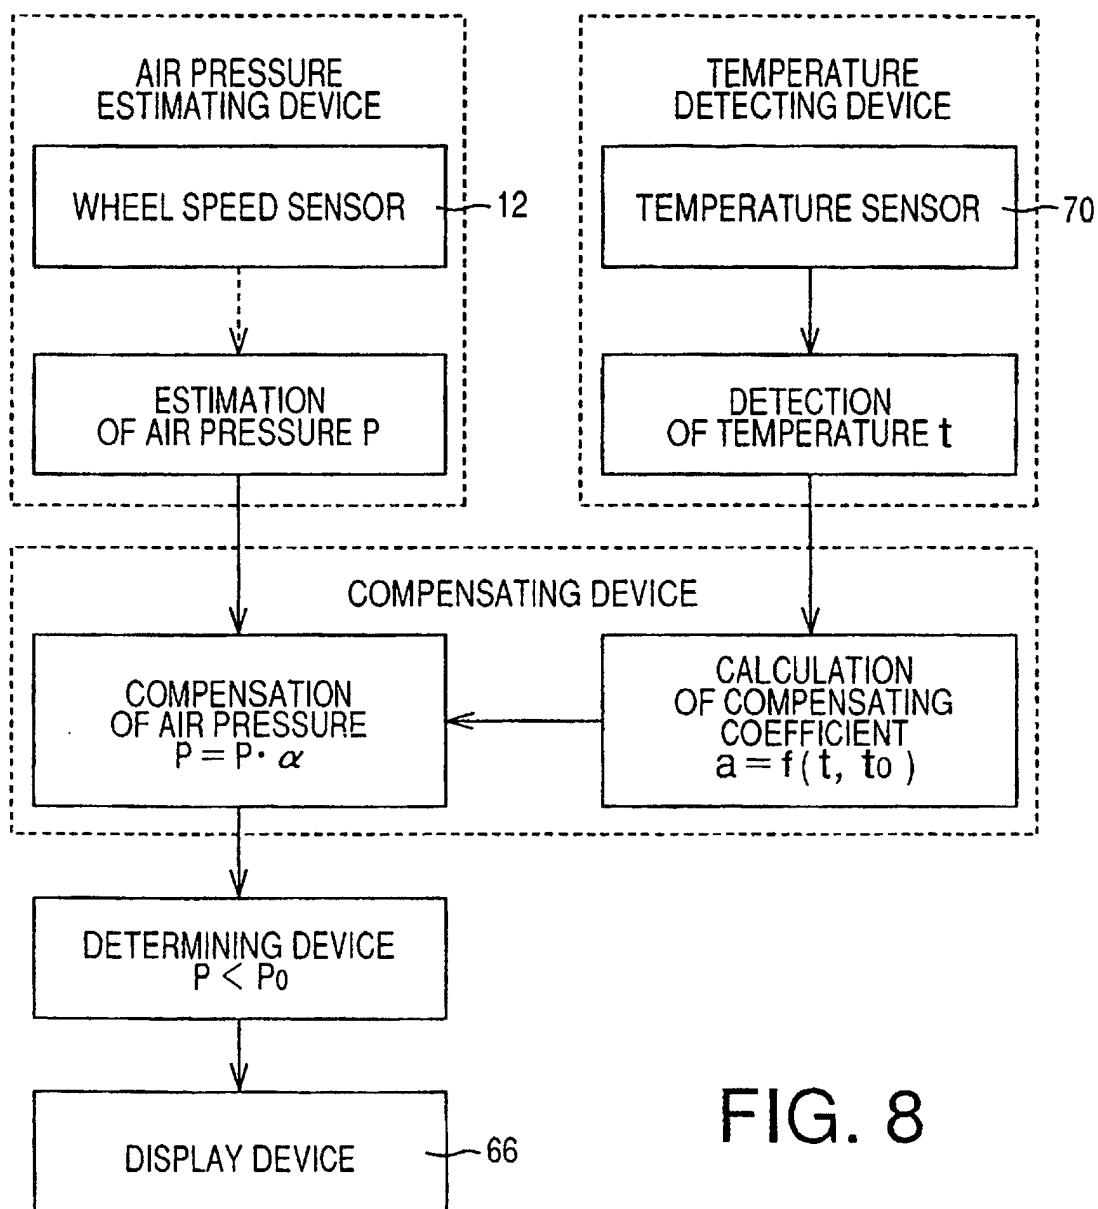 AIR PRESSURE
ESTIMATING DEVICE
WHEEL SPEED SENSOR
12
ESTIMATION
OF AIR PRESSURE P
TEMPERATURE
DETECTING DEVICE
TEMPERATURE SENSOR
70
DETECTION
OF TEMPERATURE t
COMPENSATING DEVICE
COMPENSATION
OF AIR PRESSURE
P = P · α
CALCULATION
OF COMPENSATING
COEFFICIENT
a = f ( t, t0 )
DETERMINING DEVICE
P < P0
DISPLAY DEVICE
66
FIG. 8